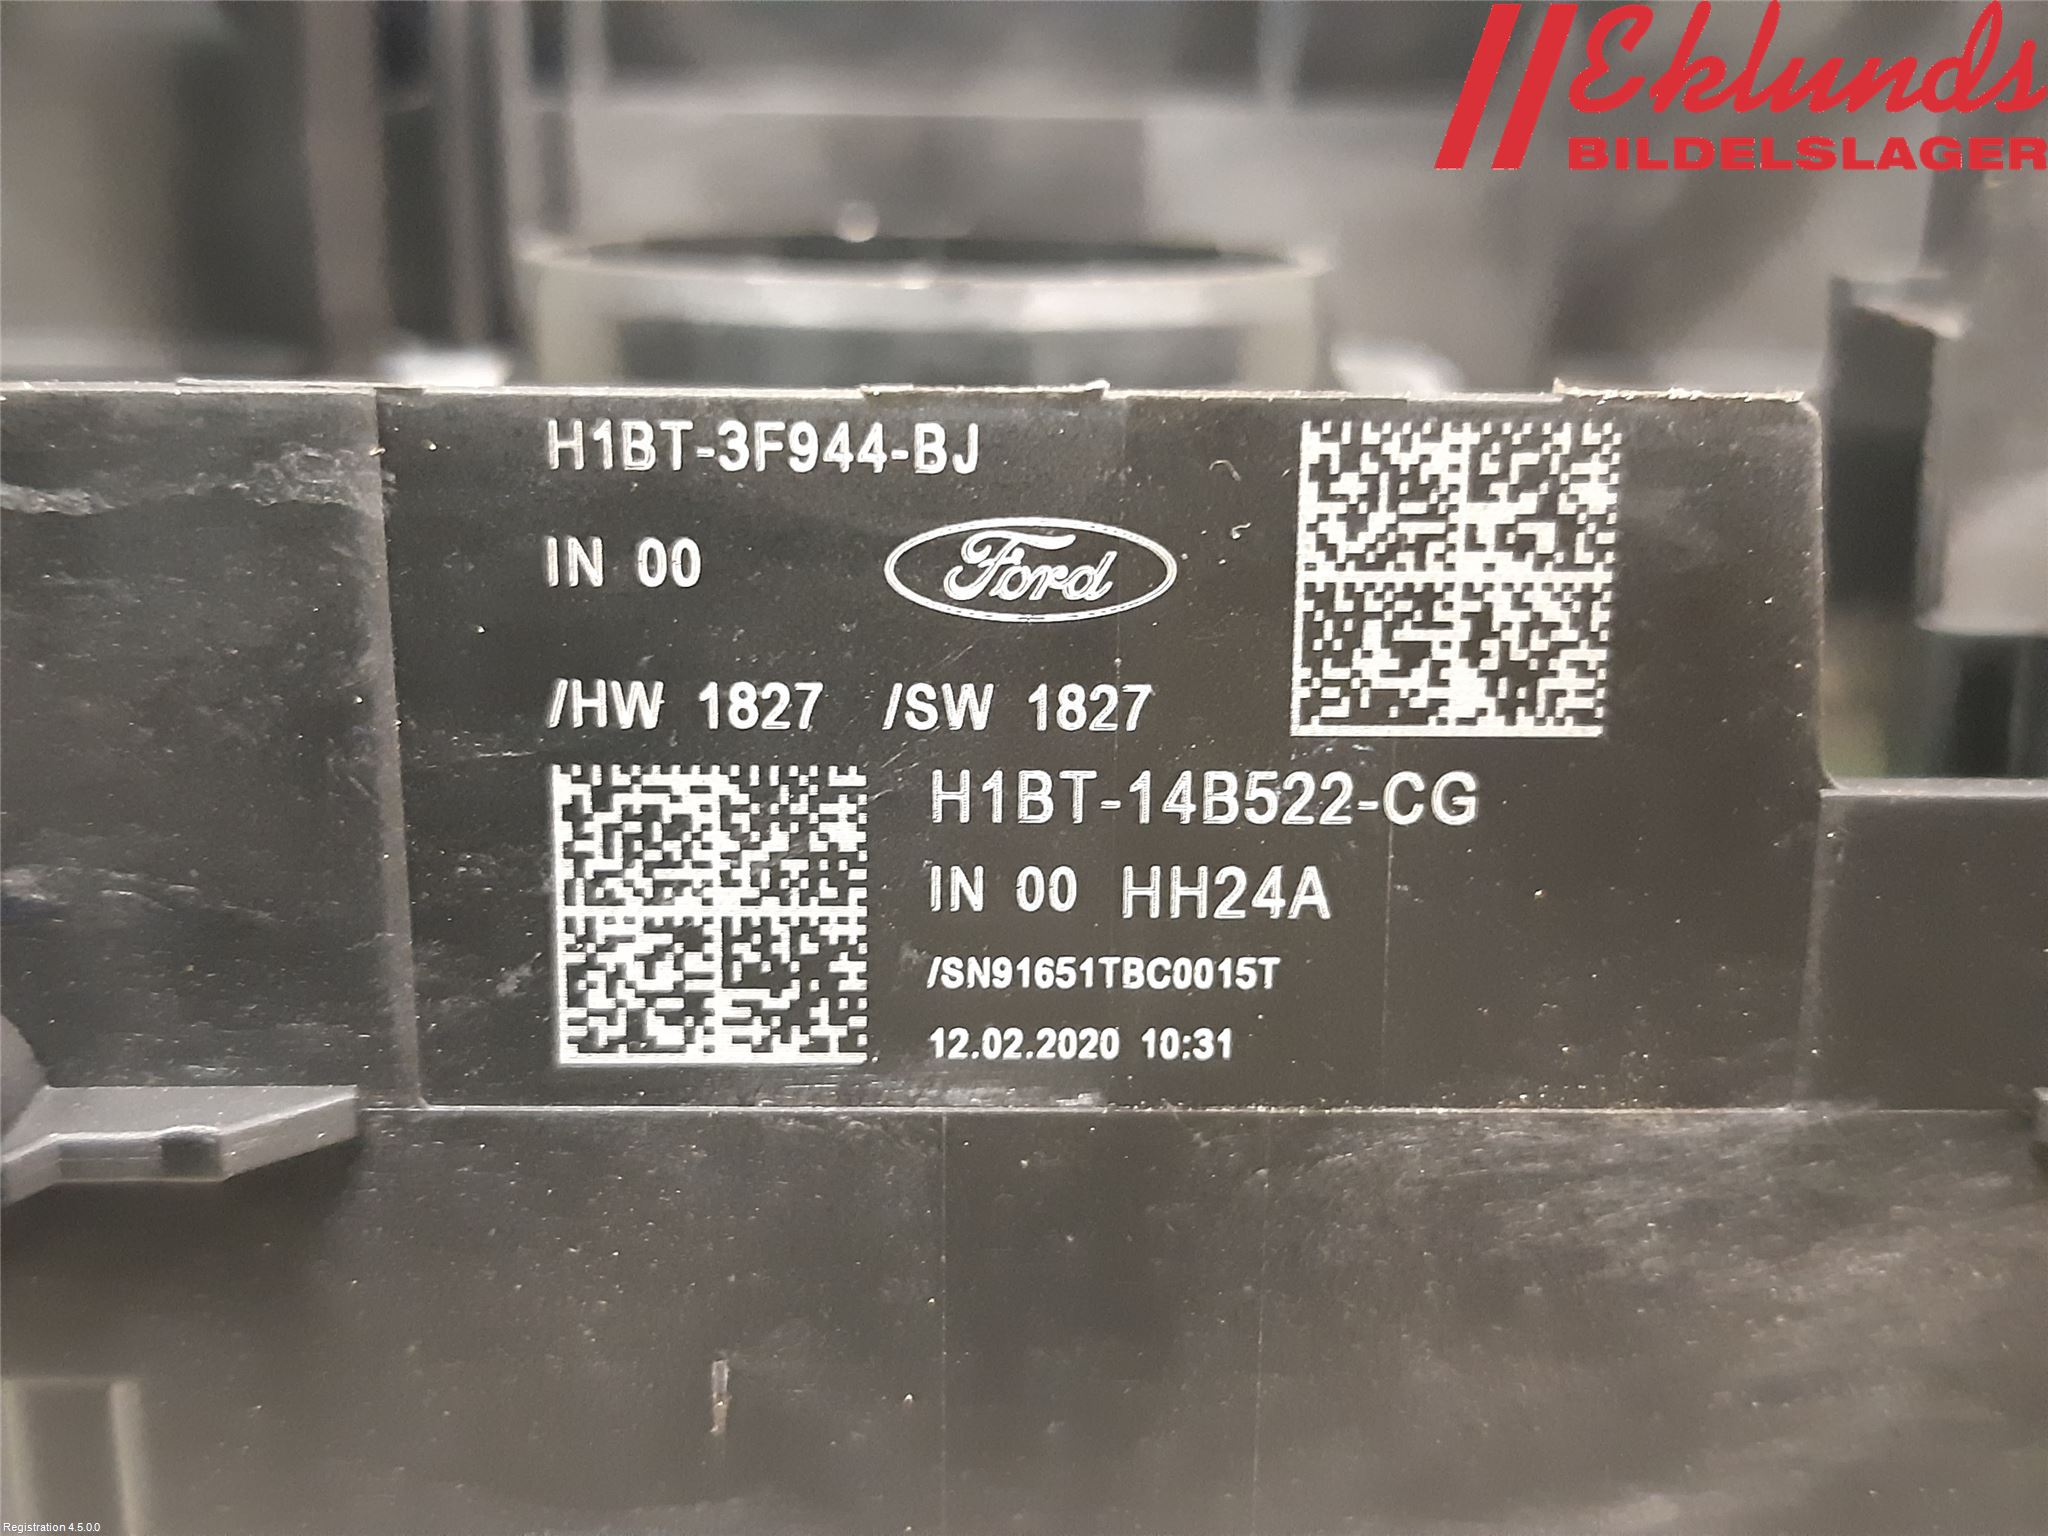 Eklunds
BILDELSLAGER
H1BT-3F944-BJ
IN 00
Ford
/HW 1827 /SW 1827
H1BT-14B522-CG
IN 00 HH24A
/SN91651TBC0015T
12.02.2020 10:31
Registration 4.5.0.0